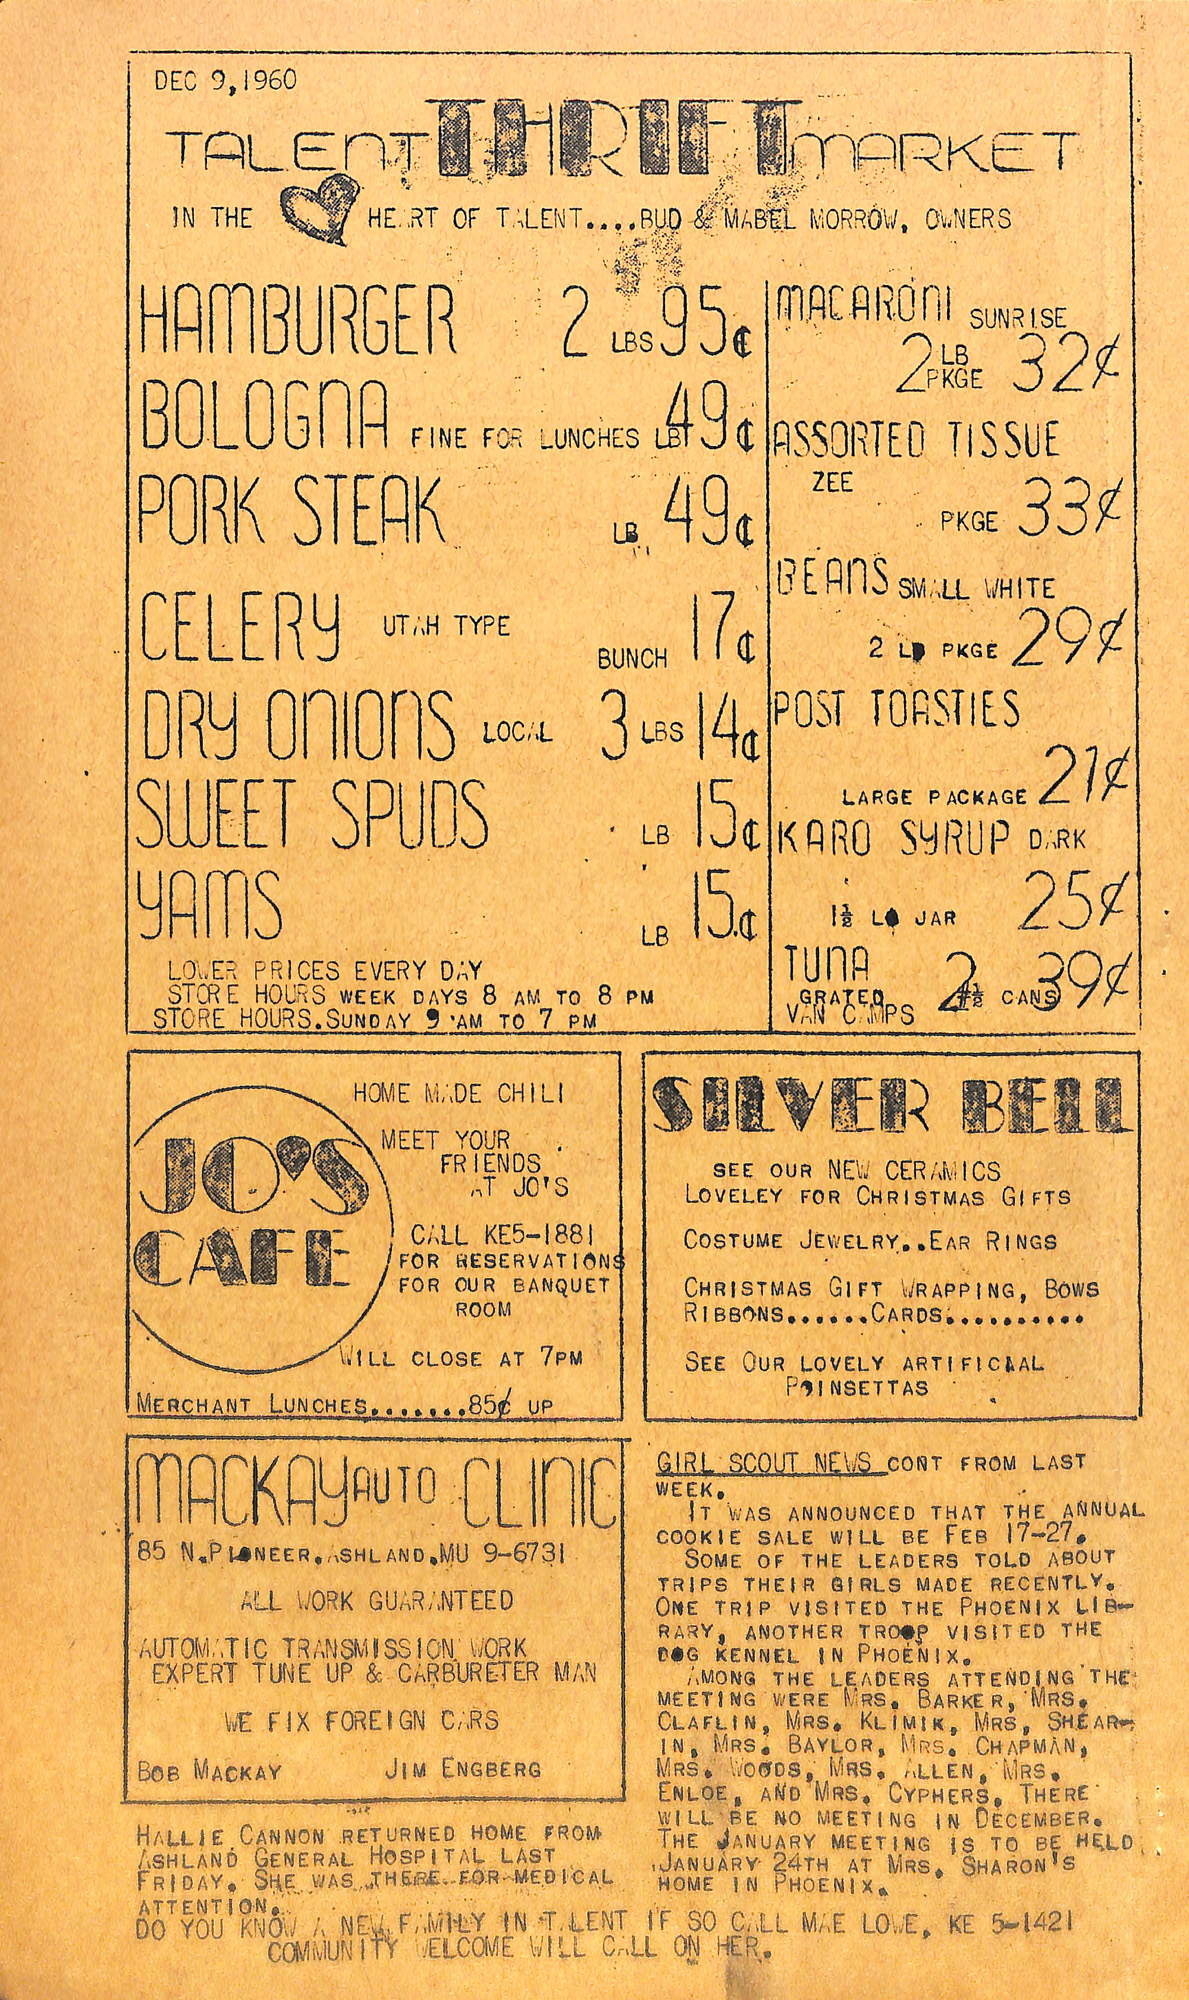 DEC 9, 1960
TALENT THRIFT MARKET
IN THE HEART OF TALENT....BUD & MABEL MORROW, OWNERS
HAMBURGER 2 LBS 95¢
BOLOGNA FINE FOR LUNCHES LB 49¢
PORK STEAK LB 49¢
CELERY UTAH TYPE BUNCH 17¢
DRY ONIONS LOCAL 3 LBS 14¢
SWEET SPUDS LB 15¢
YAMS LB 15¢
LOWER PRICES EVERY DAY
STORE HOURS WEEK DAYS 8 AM TO 8 PM
STORE HOURS.SUNDAY 9 AM TO 7 PM
MACARONI SUNRISE
2 LB PKGE 32¢
ASSORTED TISSUE
ZEE
PKGE 33¢
BEANS SMALL WHITE
2 LB PKGE 29¢
POST TOASTIES
LARGE PACKAGE 21¢
KARO SYRUP DARK
1½ LB JAR 25¢
TUNA
GRATED 2 #½ CANS 39¢
VAN CAMPS
JO'S
CAFE
HOME MADE CHILI
MEET YOUR
FRIENDS
AT JO'S
CALL KE5-1881
FOR RESERVATIONS
FOR OUR BANQUET
ROOM
WILL CLOSE AT 7PM
MERCHANT LUNCHES.......85¢ UP
SILVER BELL
SEE OUR NEW CERAMICS
LOVELEY FOR CHRISTMAS GIFTS
COSTUME JEWELRY..EAR RINGS
CHRISTMAS GIFT WRAPPING, BOWS
RIBBONS......CARDS..........
SEE OUR LOVELY ARTIFICIAL
POINSETTAS
MACKAY AUTO CLINIC
85 N.PIONEER.ASHLAND.MU 9-6731
ALL WORK GUARANTEED
AUTOMATIC TRANSMISSION WORK
EXPERT TUNE UP & CARBURETER MAN
WE FIX FOREIGN CARS
BOB MACKAY JIM ENGBERG
HALLIE CANNON RETURNED HOME FROM
ASHLAND GENERAL HOSPITAL LAST
FRIDAY. SHE WAS THERE FOR MEDICAL
ATTENTION.
GIRL SCOUT NEWS CONT FROM LAST
WEEK.
IT WAS ANNOUNCED THAT THE ANNUAL
COOKIE SALE WILL BE FEB 17-27.
SOME OF THE LEADERS TOLD ABOUT
TRIPS THEIR GIRLS MADE RECENTLY.
ONE TRIP VISITED THE PHOENIX LIB-
RARY, ANOTHER TROOP VISITED THE
DOG KENNEL IN PHOENIX.
AMONG THE LEADERS ATTENDING THE
MEETING WERE MRS. BARKER, MRS.
CLAFLIN, MRS. KLIMIK, MRS, SHEAR-
IN, MRS. BAYLOR, MRS. CHAPMAN,
MRS. WOODS, MRS. ALLEN, MRS.
ENLOE, AND MRS. CYPHERS. THERE
WILL BE NO MEETING IN DECEMBER.
THE JANUARY MEETING IS TO BE HELD
JANUARY 24TH AT MRS. SHARON'S
HOME IN PHOENIX.
DO YOU KNOW A NEW FAMILY IN TALENT IF SO CALL MAE LOWE, KE 5-1421
COMMUNITY WELCOME WILL CALL ON HER.